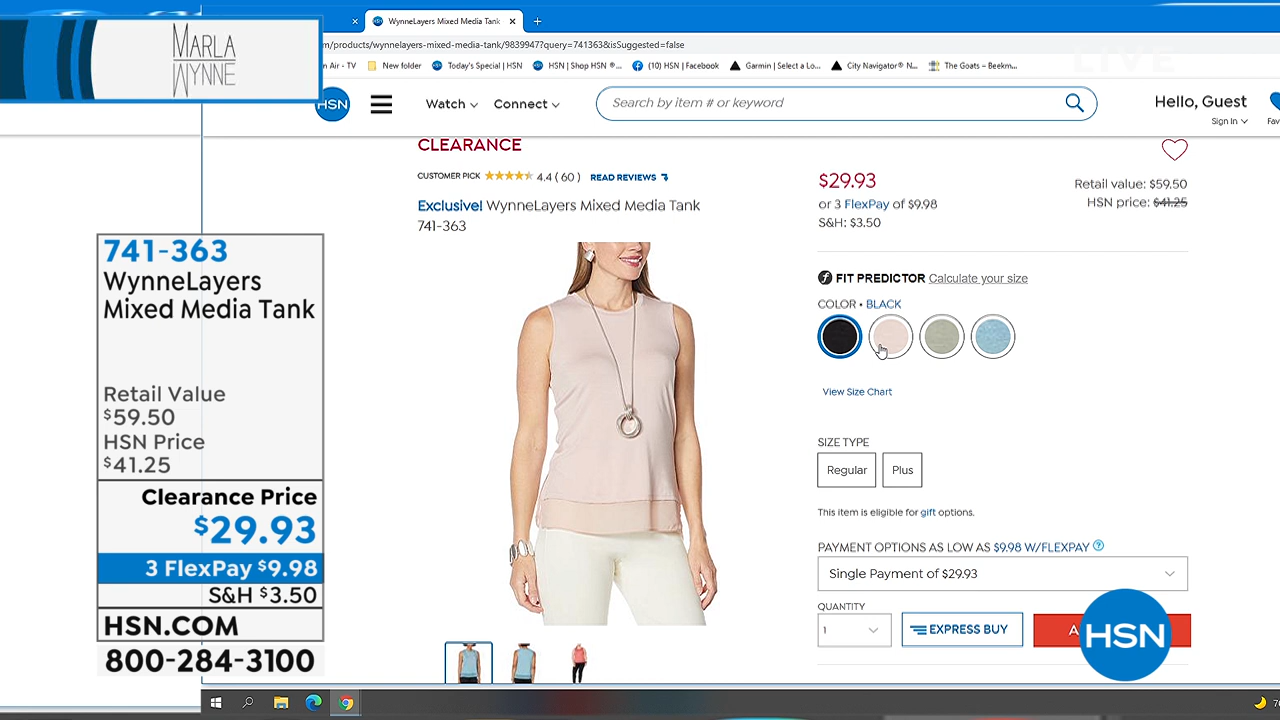 MARLA
WYNNE
WynneLayers Mixed Media Tank
m/products/wynnelayers-mixed-media-tank/9839947?query=741363&isSuggested=false
n Air - TV
New folder
Today's Special | HSN
HSN | Shop HSN ®...
(10) HSN | Facebook
Garmin | Select a Lo...
City Navigator® N...
The Goats – Beekm...
LIVE
HSN
Watch
Connect
Search by item # or keyword
Hello, Guest
Sign In
Fav
CLEARANCE
CUSTOMER PICK
4.4 ( 60 )
READ REVIEWS
Exclusive! WynneLayers Mixed Media Tank
741-363
$29.93
or 3 FlexPay of $9.98
S&H: $3.50
Retail value: $59.50
HSN price: $41.25
FIT PREDICTOR Calculate your size
COLOR • BLACK
View Size Chart
SIZE TYPE
Regular
Plus
This item is eligible for gift options.
PAYMENT OPTIONS AS LOW AS $9.98 W/FLEXPAY ?
Single Payment of $29.93
QUANTITY
1
EXPRESS BUY
A
HSN
741-363
WynneLayers
Mixed Media Tank
Retail Value
$59.50
HSN Price
$41.25
Clearance Price
$29.93
3 FlexPay $9.98
S&H $3.50
HSN.COM
800-284-3100